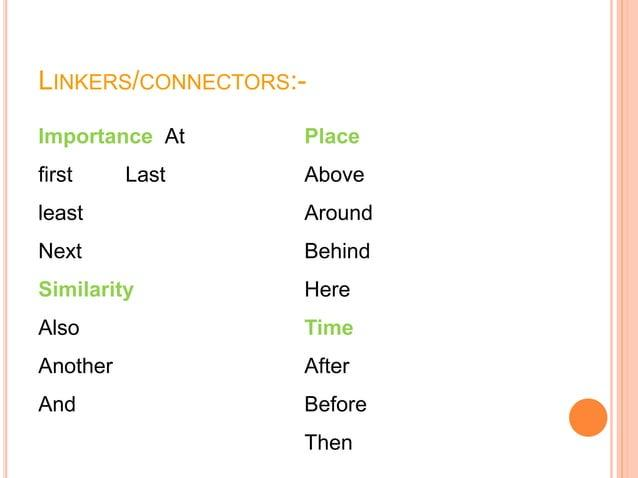 LINKERS/CONNECTORS:-
Importance At
first Last
least
Next
Similarity
Also
Another
And
Place
Above
Around
Behind
Here
Time
After
Before
Then